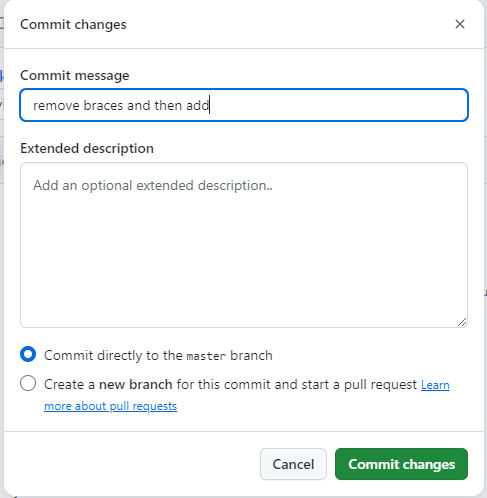 Commit changes
Commit message
remove braces and then add
Extended description
Add an optional extended description..
Commit directly to the master branch
Create a new branch for this commit and start a pull request Learn
more about pull requests
Cancel
Commit changes